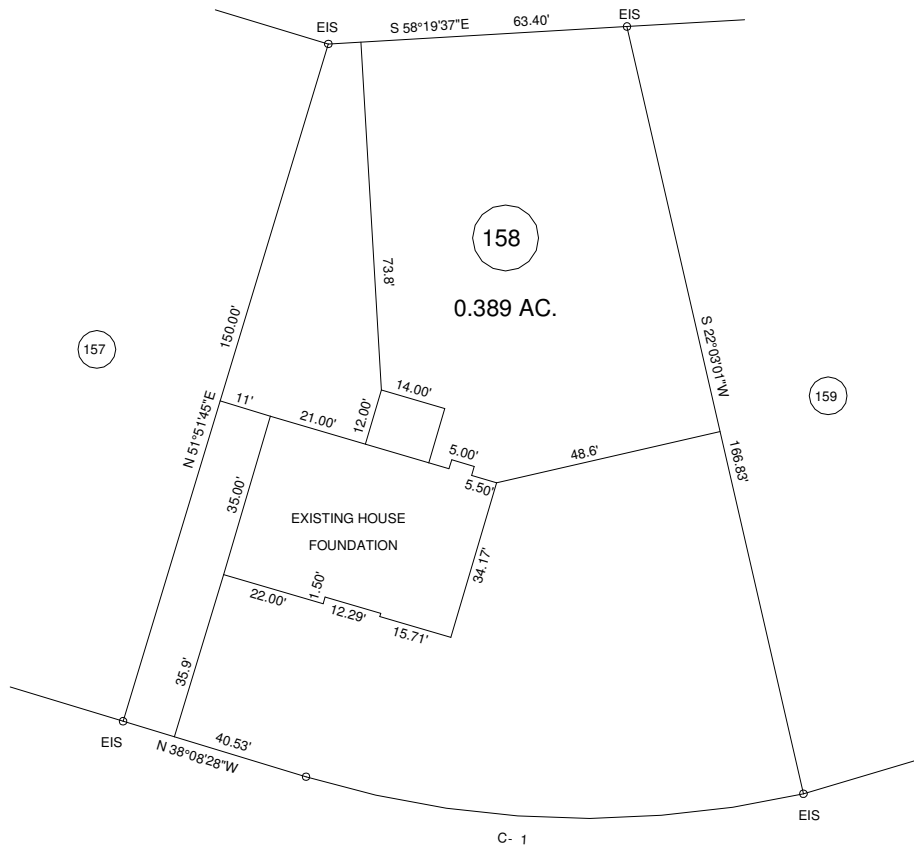 EIS
S 58°19'37"E
63.40'
EIS
158
0.389 AC.
73.8'
150.00'
N 51°51'45"E
157
S 22°03'01"W
166.83'
159
11'
21.00'
12.00'
14.00'
5.00'
5.50'
48.6'
35.00'
EXISTING HOUSE
FOUNDATION
34.17'
22.00'
1.50'
12.29'
15.71'
35.9'
EIS
N 38°08'28"W
40.53'
EIS
C- 1